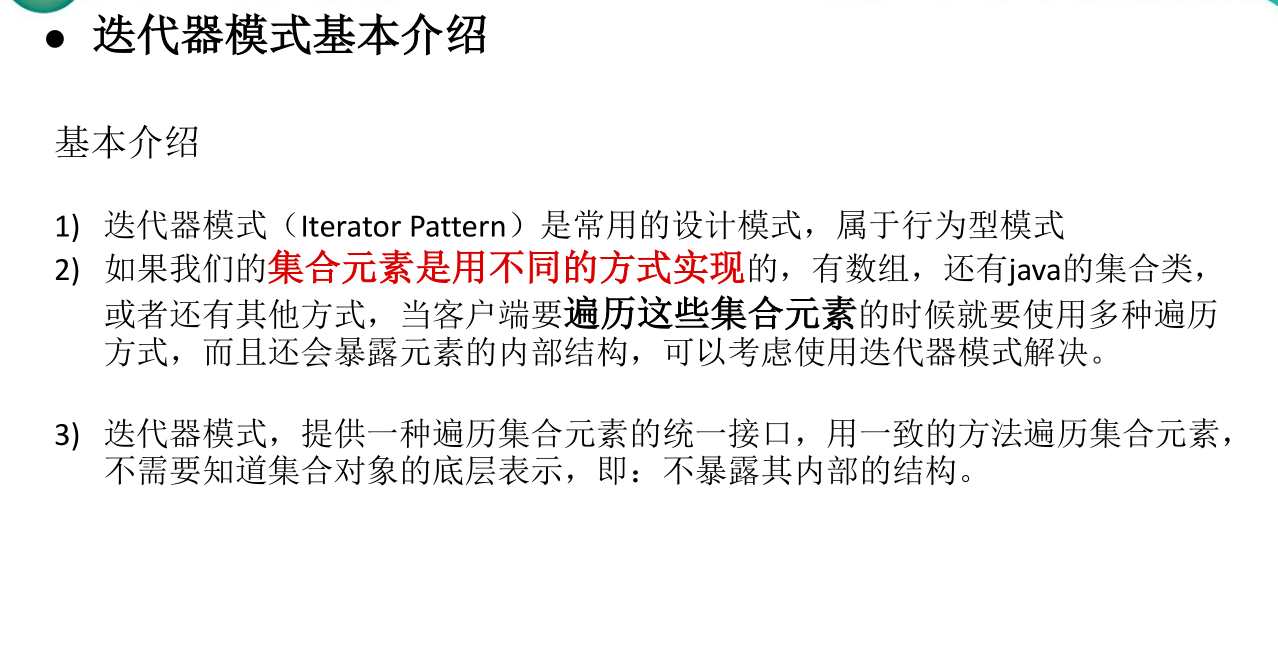 ● 迭代器模式基本介绍
基本介绍
1) 迭代器模式（Iterator Pattern）是常用的设计模式，属于行为型模式
2) 如果我们的集合元素是用不同的方式实现的，有数组，还有java的集合类，
或者还有其他方式，当客户端要遍历这些集合元素的时候就要使用多种遍历
方式，而且还会暴露元素的内部结构，可以考虑使用迭代器模式解决。
3) 迭代器模式，提供一种遍历集合元素的统一接口，用一致的方法遍历集合元素，
不需要知道集合对象的底层表示，即：不暴露其内部的结构。